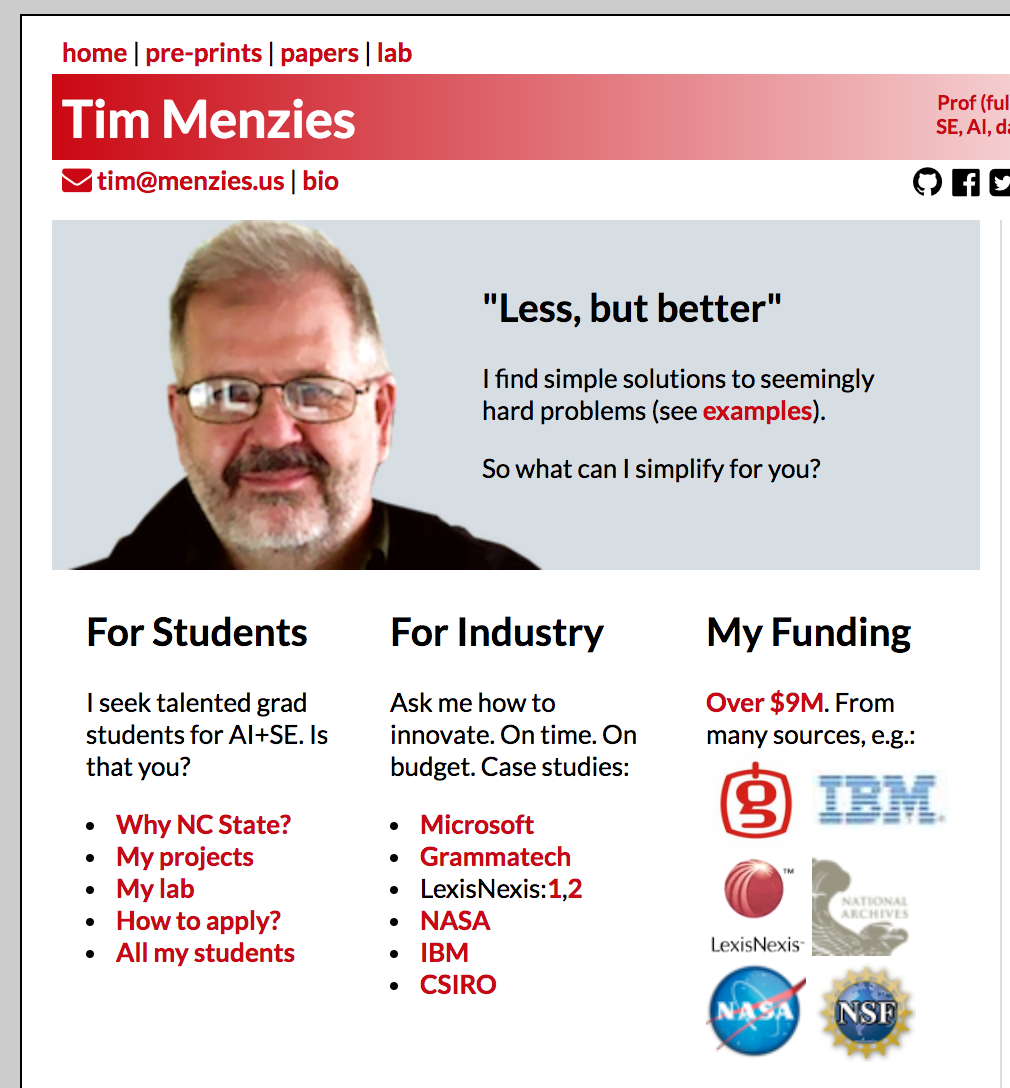 home | pre-prints | papers | lab
Tim Menzies
Prof (ful
SE, AI, da
tim@menzies.us | bio
"Less, but better"
I find simple solutions to seemingly
hard problems (see examples).
So what can I simplify for you?
For Students
I seek talented grad
students for AI+SE. Is
that you?
• Why NC State?
• My projects
• My lab
• How to apply?
• All my students
For Industry
Ask me how to
innovate. On time. On
budget. Case studies:
• Microsoft
• Grammatech
• LexisNexis:1,2
• NASA
• IBM
• CSIRO
My Funding
Over $9M. From
many sources, e.g.:
g
IBM
LexisNexis™
NATIONAL
ARCHIVES
NASA
NSF